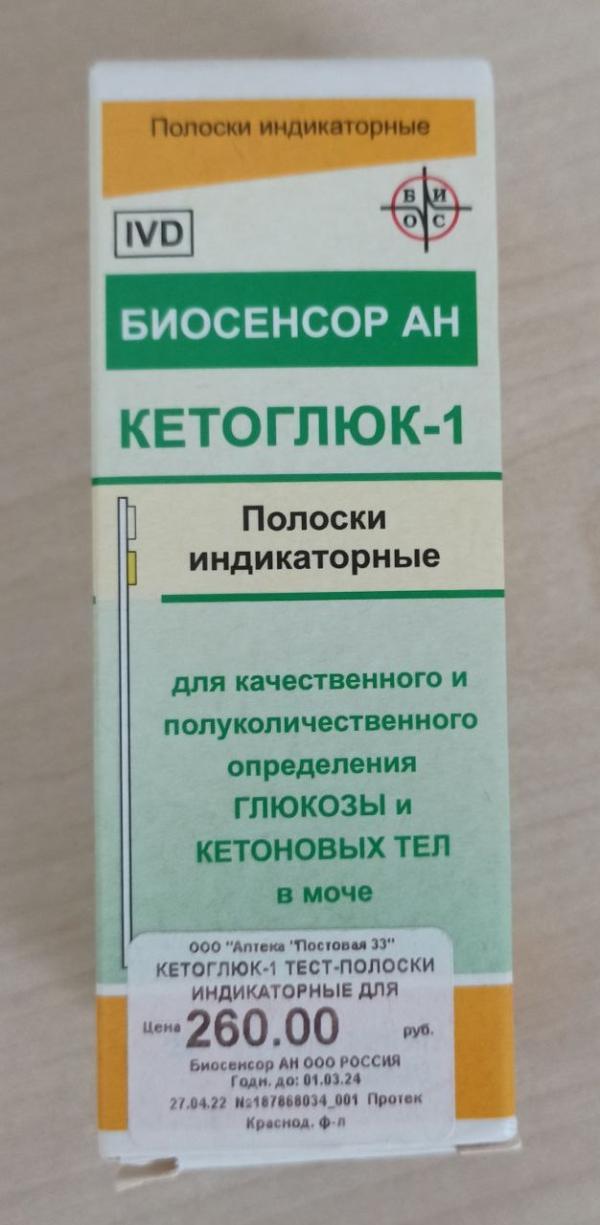 Полоски индикаторные
IVD
БИ
ОС
БИОСЕНСОР АН
КЕТОГЛЮК-1
Полоски
индикаторные
для качественного и
полуколичественного
определения
ГЛЮКОЗЫ и
КЕТОНОВЫХ ТЕЛ
в моче
ООО "Аптека "Постовая 33"
КЕТОГЛЮК-1 ТЕСТ-ПОЛОСКИ
ИНДИКАТОРНЫЕ ДЛЯ
Цена 260.00 руб.
Биосенсор АН ООО РОССИЯ
Годн. до: 01.03.24
27.04.22 №187868034_001 Протек
Краснод. ф-л